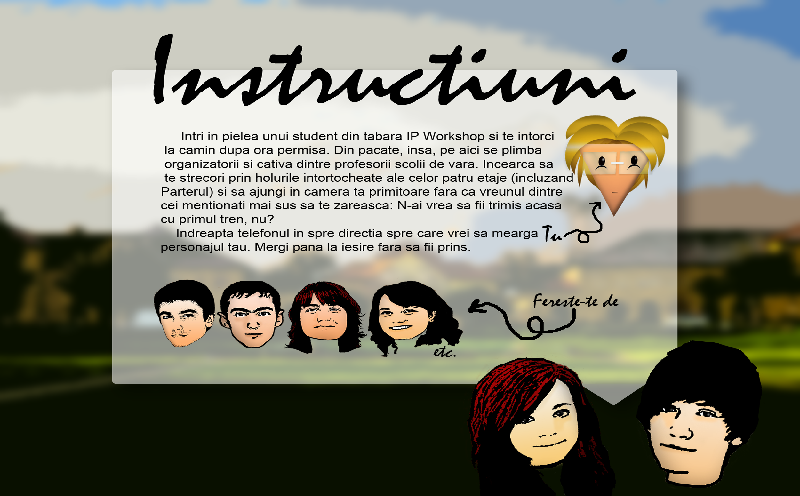 Instructiuni
Intri in pielea unui student din tabara IP Workshop si te intorci
la camin dupa ora permisa. Din pacate, insa, pe aici se plimba
organizatorii si cativa dintre profesorii scolii de vara. Incearca sa
te strecori prin holurile intortocheate ale celor patru etaje (incluzand
Parterul) si sa ajungi in camera ta primitoare fara ca vreunul dintre
cei mentionati mai sus sa te zareasca: N-ai vrea sa fii trimis acasa
cu primul tren, nu?
Indreapta telefonul in spre directia spre care vrei sa mearga
personajul tau. Mergi pana la iesire fara sa fii prins.
Tu
Fereste-te de
etc.